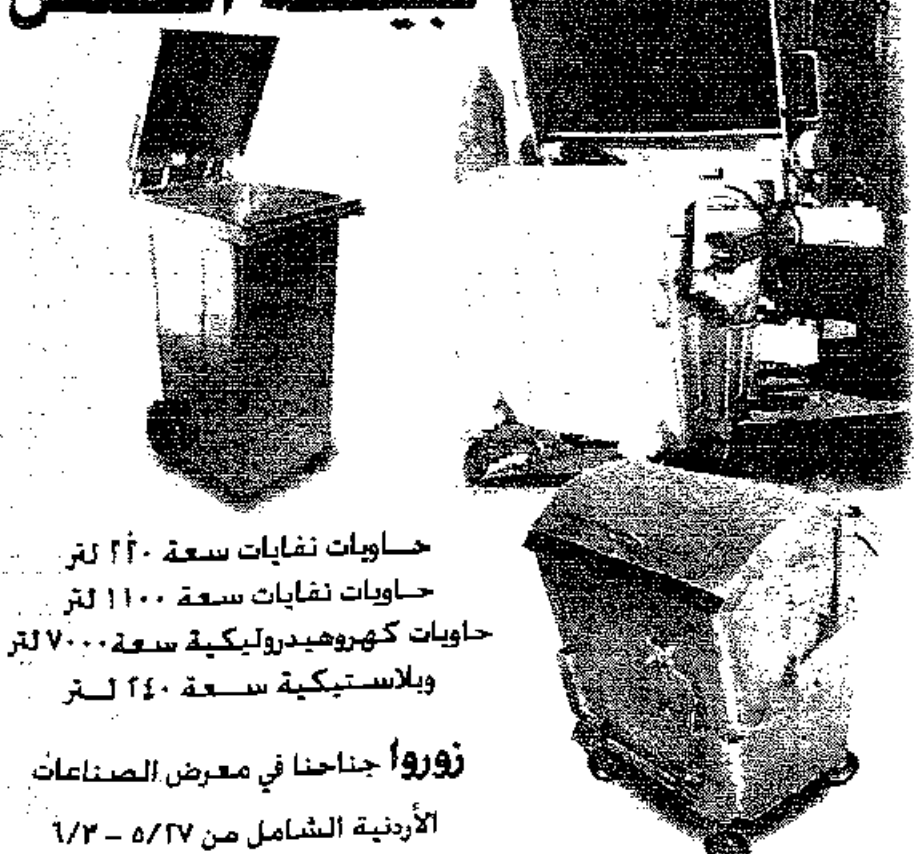 حاويات نفايات سعة ٢٢٠ لتر
حاويات نفايات سعة ١١٠٠ لتر
حاويات كهروهيدروليكية سعة ٧٠٠٠ لتر
وبلاستيكية سعة ٢٤٠ لتر
زوروا جناحنا في معرض الصناعات
الأردنية الشامل من ٥/٢٧ – ٦/٣